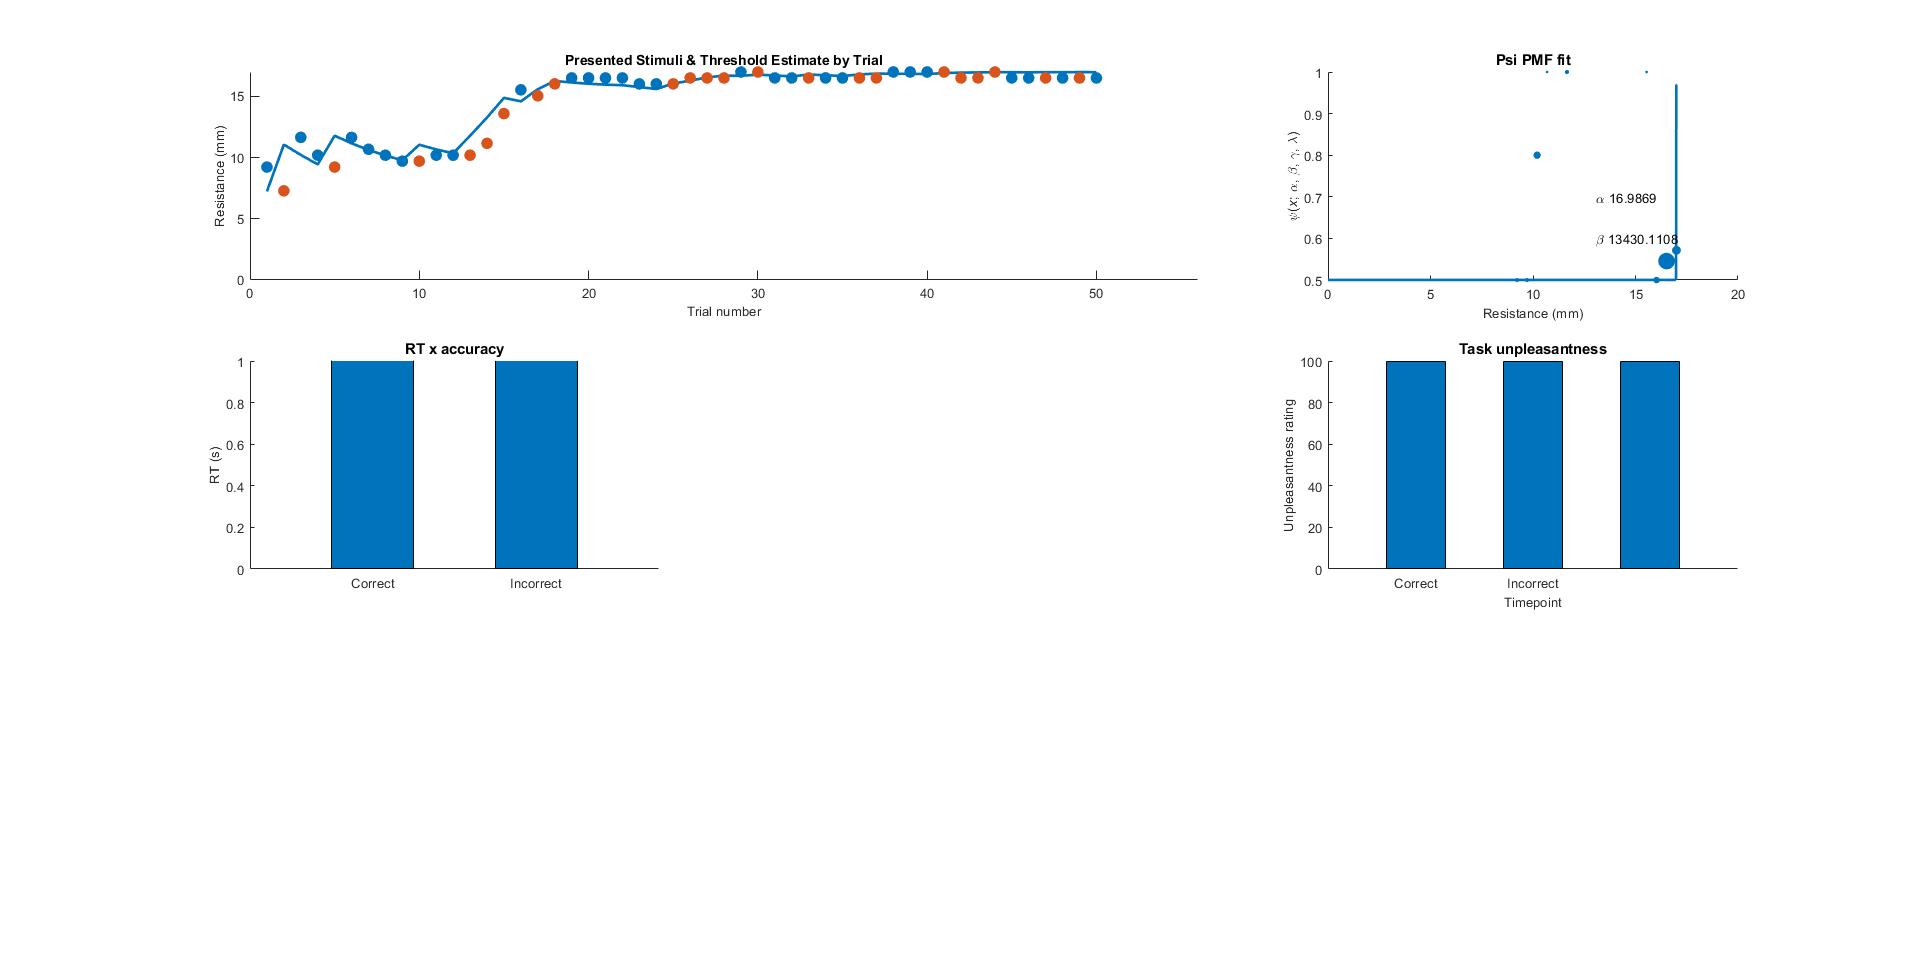 Presented Stimuli & Threshold Estimate by Trial
Resistance (mm)
15
10
5
0
0 10 20 30 40 50
Trial number
Psi PMF fit
ψ(x; α, β, γ, λ)
1
0.9
0.8
0.7
0.6
0.5
α 16.9869
β 13430.1108
0 5 10 15 20
Resistance (mm)
RT x accuracy
RT (s)
1
0.8
0.6
0.4
0.2
0
Correct Incorrect
Task unpleasantness
Unpleasantness rating
100
80
60
40
20
0
Correct Incorrect
Timepoint